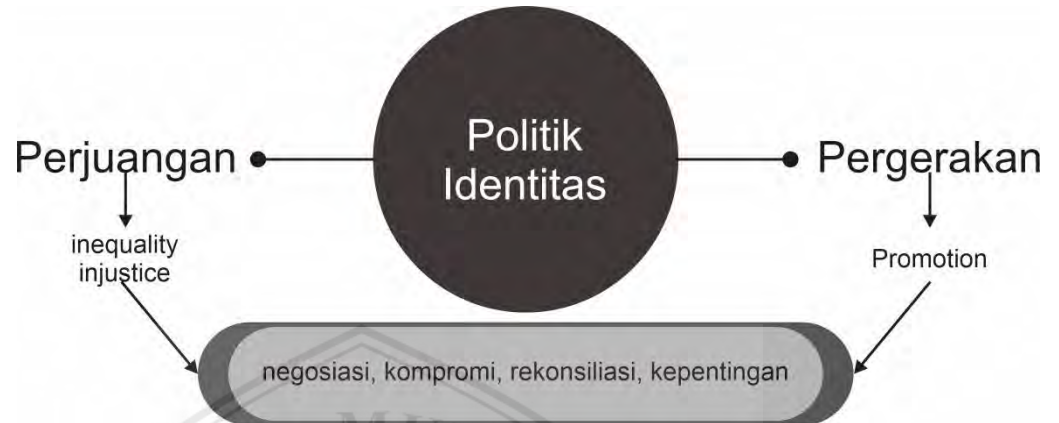 Politik
Identitas
Perjuangan
Pergerakan
inequality
injustice
Promotion
negosiasi, kompromi, rekonsiliasi, kepentingan